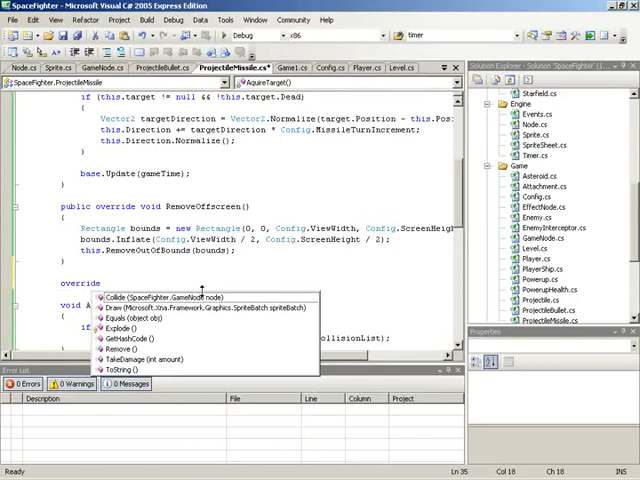 SpaceFighter - Microsoft Visual C# 2005 Express Edition
File Edit View Refactor Project Build Debug Data Tools Window Community Help
Debug x86 timer
Node.cs Sprite.cs GameNode.cs ProjectileBullet.cs ProjectileMissile.cs* Game1.cs Config.cs Player.cs Level.cs
SpaceFighter.ProjectileMissile
AquireTarget()
if (this.target != null && !this.target.Dead)
{
Vector2 targetDirection = Vector2.Normalize(target.Position - this.Posi
this.Direction += targetDirection * Config.MissileTurnIncrement;
this.Direction.Normalize();
}
base.Update(gameTime);
}
public override void RemoveOffscreen()
{
Rectangle bounds = new Rectangle(0, 0, Config.ViewWidth, Config.ScreenHe
bounds.Inflate(Config.ViewWidth / 2, Config.ScreenHeight / 2);
this.RemoveOutOfBounds(bounds);
}
override
Collide (SpaceFighter.GameNode node)
Draw (Microsoft.Xna.Framework.Graphics.SpriteBatch spriteBatch)
Equals (object obj)
Explode ()
GetHashCode ()
Remove ()
TakeDamage (int amount)
ToString ()
void A
{
if
ollisionList);
Solution Explorer - Solution 'SpaceFighter' (1
Starfield.cs
Engine
Events.cs
Node.cs
Sprite.cs
SpriteSheet.cs
Timer.cs
Game
Asteroid.cs
Attachment.cs
Config.cs
EffectNode.cs
Enemy.cs
EnemyInterceptor.cs
GameNode.cs
Level.cs
Player.cs
PlayerShip.cs
Powerup.cs
PowerupHealth.cs
Projectile.cs
ProjectileBullet.cs
ProjectileMissile.cs
Properties
Error List
0 Errors 0 Warnings 0 Messages
Description File Line Column Project
Ready Ln 35 Col 18 Ch 18 INS